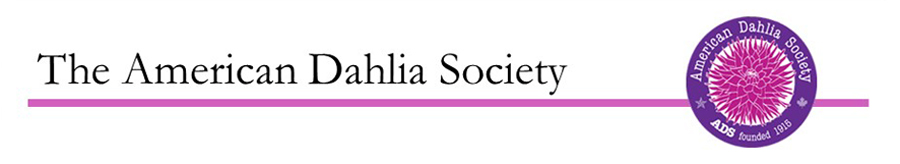 The American Dahlia Society
American Dahlia Society
ADS founded 1915